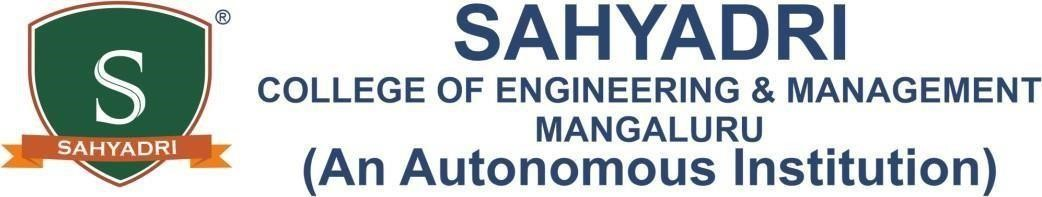 S
SAHYADRI
®
SAHYADRI
COLLEGE OF ENGINEERING & MANAGEMENT
MANGALURU
(An Autonomous Institution)